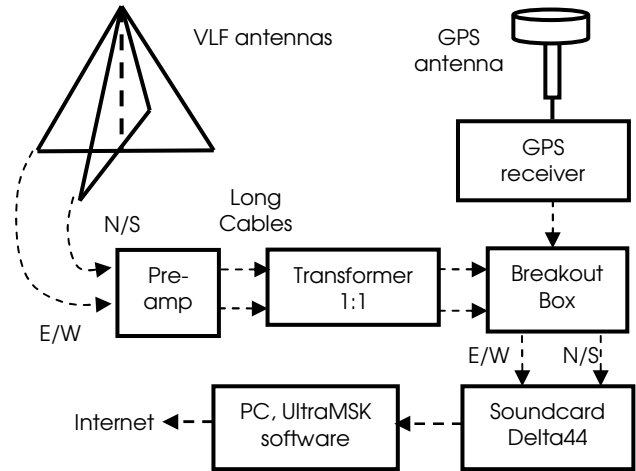 VLF antennas
GPS
antenna
GPS
receiver
N/S
Long
Cables
E/W
Pre-
amp
Transformer
1:1
Breakout
Box
E/W
N/S
Internet
PC, UltraMSK
software
Soundcard
Delta44